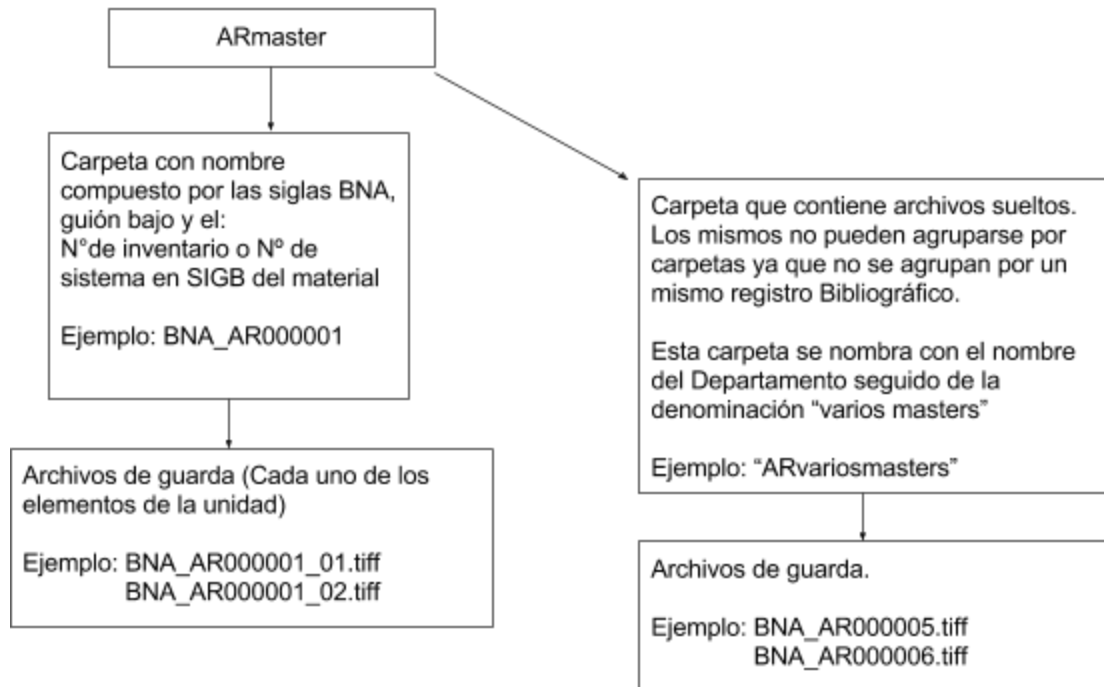 ARmaster
Carpeta con nombre
compuesto por las siglas BNA,
guión bajo y el:
N°de inventario o Nº de
sistema en SIGB del material
Ejemplo: BNA_AR000001
Archivos de guarda (Cada uno de los
elementos de la unidad)
Ejemplo: BNA_AR000001_01.tiff
BNA_AR000001_02.tiff
Carpeta que contiene archivos sueltos.
Los mismos no pueden agruparse por
carpetas ya que no se agrupan por un
mismo registro Bibliográfico.
Esta carpeta se nombra con el nombre
del Departamento seguido de la
denominación “varios masters”
Ejemplo: “ARvariosmasters”
Archivos de guarda.
Ejemplo: BNA_AR000005.tiff
BNA_AR000006.tiff